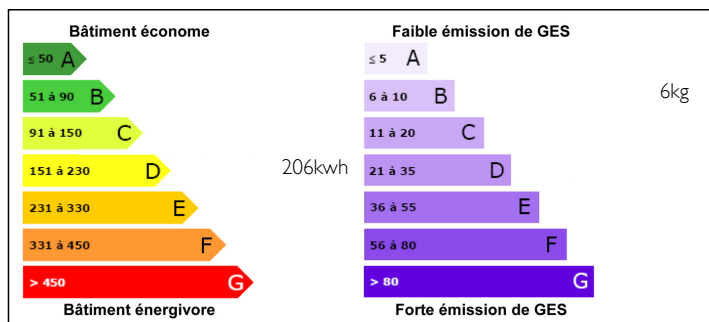 Bâtiment économe
≤ 50 A
51 à 90 B
91 à 150 C
151 à 230 D
231 à 330 E
331 à 450 F
> 450 G
Bâtiment énergivore
206kwh
Faible émission de GES
≤ 5 A
6 à 10 B
11 à 20 C
21 à 35 D
36 à 55 E
56 à 80 F
> 80 G
Forte émission de GES
6kg